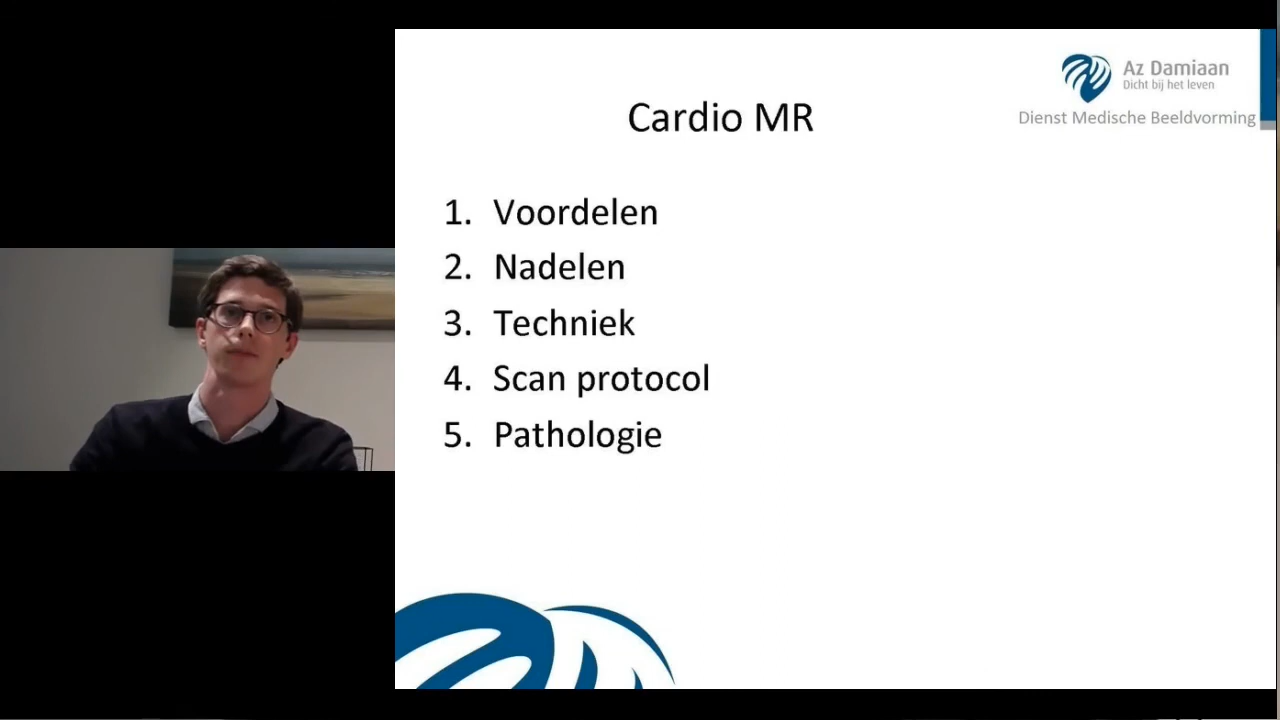 Az Damiaan
Dicht bij het leven
Dienst Medische Beeldvorming
Cardio MR
1. Voordelen
2. Nadelen
3. Techniek
4. Scan protocol
5. Pathologie